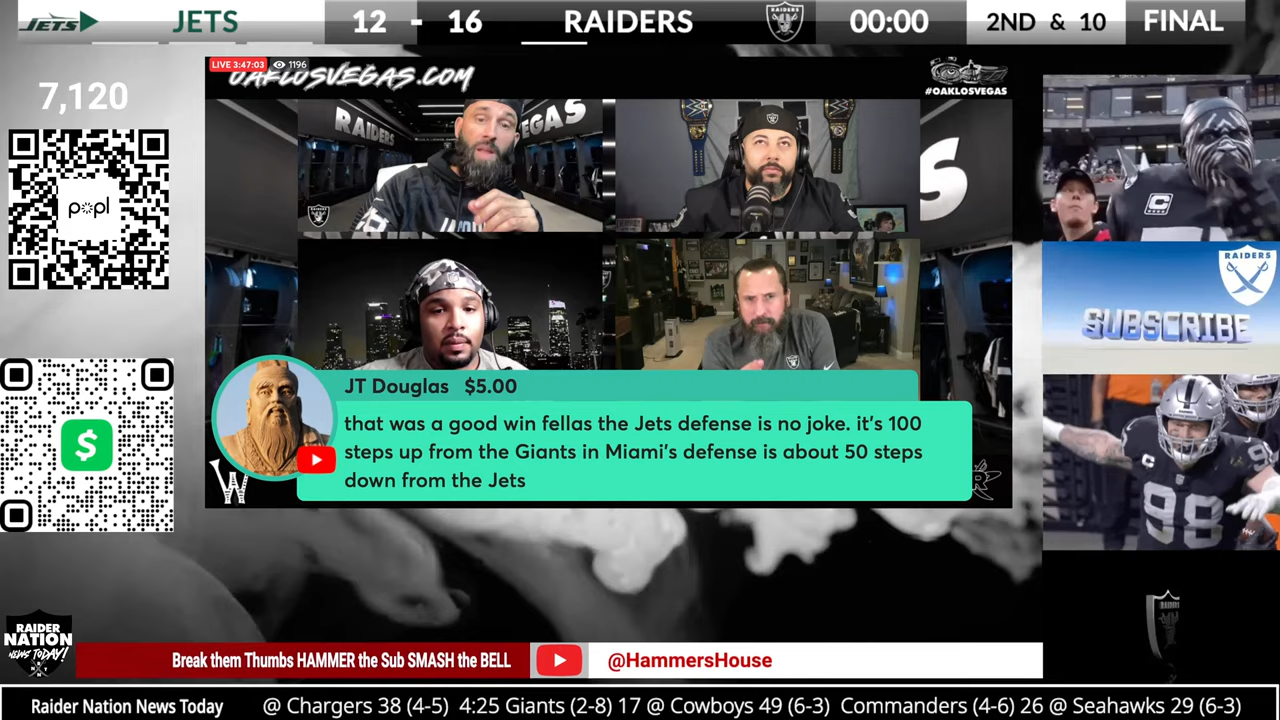 JETS JETS 12 - 16 RAIDERS 00:00 2ND & 10 FINAL
LIVE 3:47:03 1196
OAKLOSVEGAS.COM
#OAKLOSVEGAS
7,120
popl
RAIDERS
VEGAS
S
C
RAIDERS
SUBSCRIBE
$
JT Douglas $5.00
that was a good win fellas the Jets defense is no joke. it's 100
steps up from the Giants in Miami's defense is about 50 steps
down from the Jets
C
98
RAIDERS
RAIDER
NATION
NEWS TODAY!
Break them Thumbs HAMMER the Sub SMASH the BELL
@HammersHouse
Raider Nation News Today @ Chargers 38 (4-5) 4:25 Giants (2-8) 17 @ Cowboys 49 (6-3) Commanders (4-6) 26 @ Seahawks 29 (6-3)